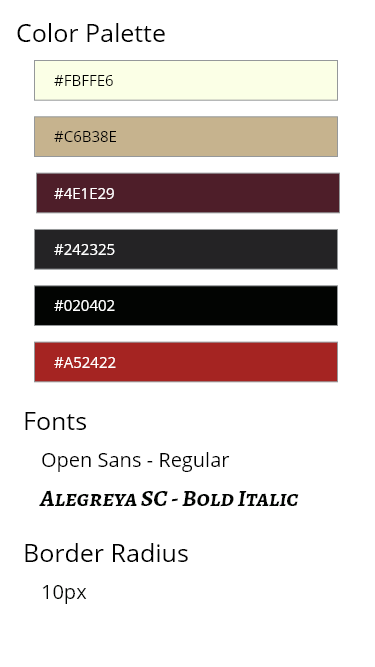 Color Palette
#FBFFE6
#C6B38E
#4E1E29
#242325
#020402
#A52422
Fonts
Open Sans - Regular
Alegreya SC - Bold Italic
Border Radius
10px